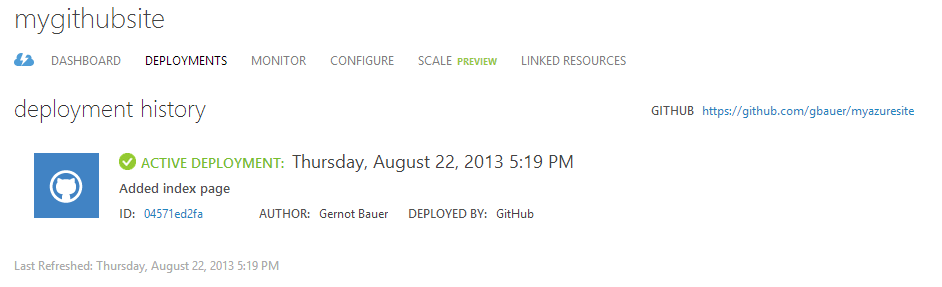 mygithubsite
DASHBOARD DEPLOYMENTS MONITOR CONFIGURE SCALE PREVIEW LINKED RESOURCES
deployment history
GITHUB https://github.com/gbauer/myazuresite
ACTIVE DEPLOYMENT: Thursday, August 22, 2013 5:19 PM
Added index page
ID: 04571ed2fa AUTHOR: Gernot Bauer DEPLOYED BY: GitHub
Last Refreshed: Thursday, August 22, 2013 5:19 PM